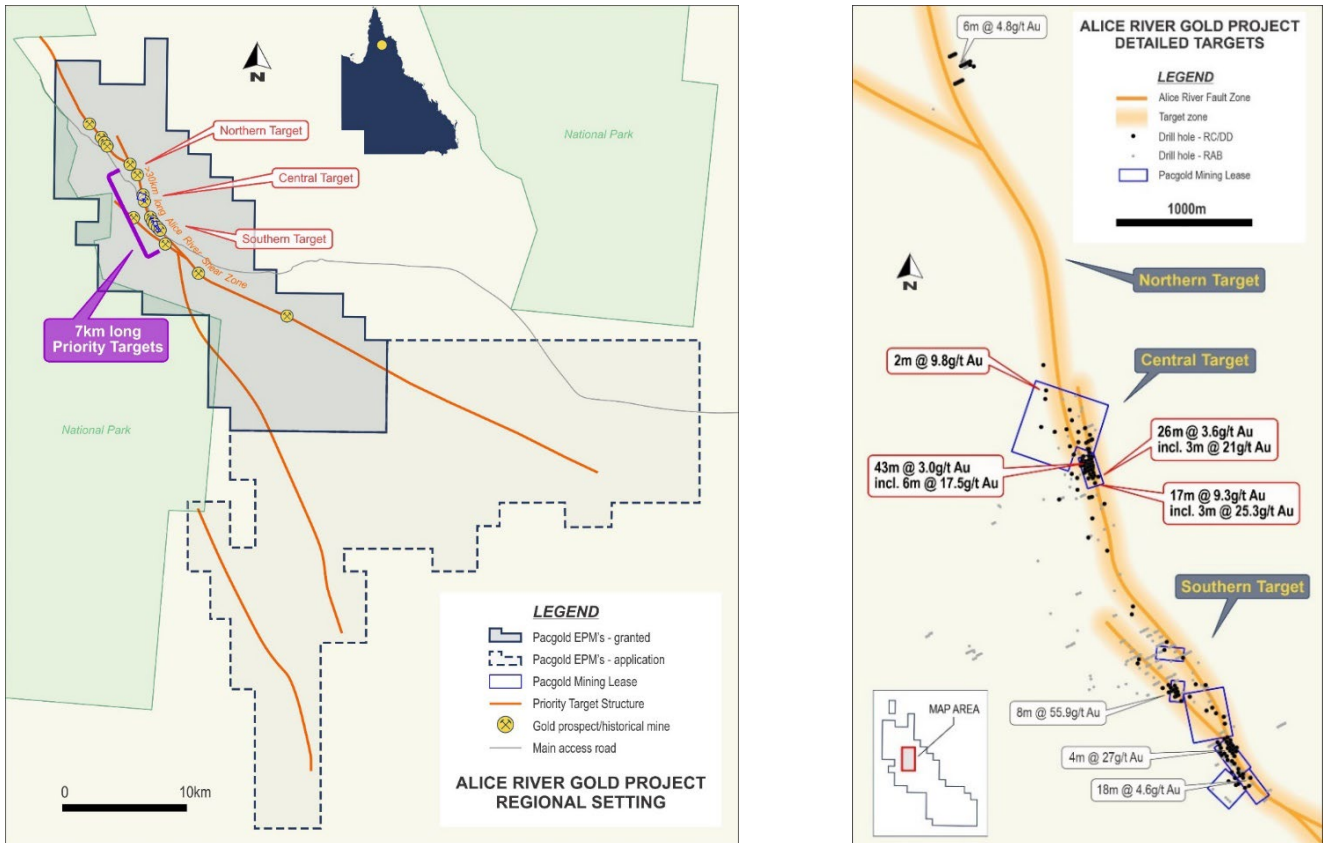 N
National Park
Northern Target
Central Target
Southern Target
>30km long Alice River Shear Zone
7km long
Priority Targets
National Park
LEGEND
Pacgold EPM's - granted
Pacgold EPM's - application
Pacgold Mining Lease
Priority Target Structure
Gold prospect/historical mine
Main access road
0 10km
ALICE RIVER GOLD PROJECT
REGIONAL SETTING
6m @ 4.8g/t Au
ALICE RIVER GOLD PROJECT
DETAILED TARGETS
LEGEND
Alice River Fault Zone
Target zone
Drill hole - RC/DD
Drill hole - RAB
Pacgold Mining Lease
1000m
N
Northern Target
Central Target
2m @ 9.8g/t Au
26m @ 3.6g/t Au
incl. 3m @ 21g/t Au
43m @ 3.0g/t Au
incl. 6m @ 17.5g/t Au
17m @ 9.3g/t Au
incl. 3m @ 25.3g/t Au
Southern Target
MAP AREA
8m @ 55.9g/t Au
4m @ 27g/t Au
18m @ 4.6g/t Au